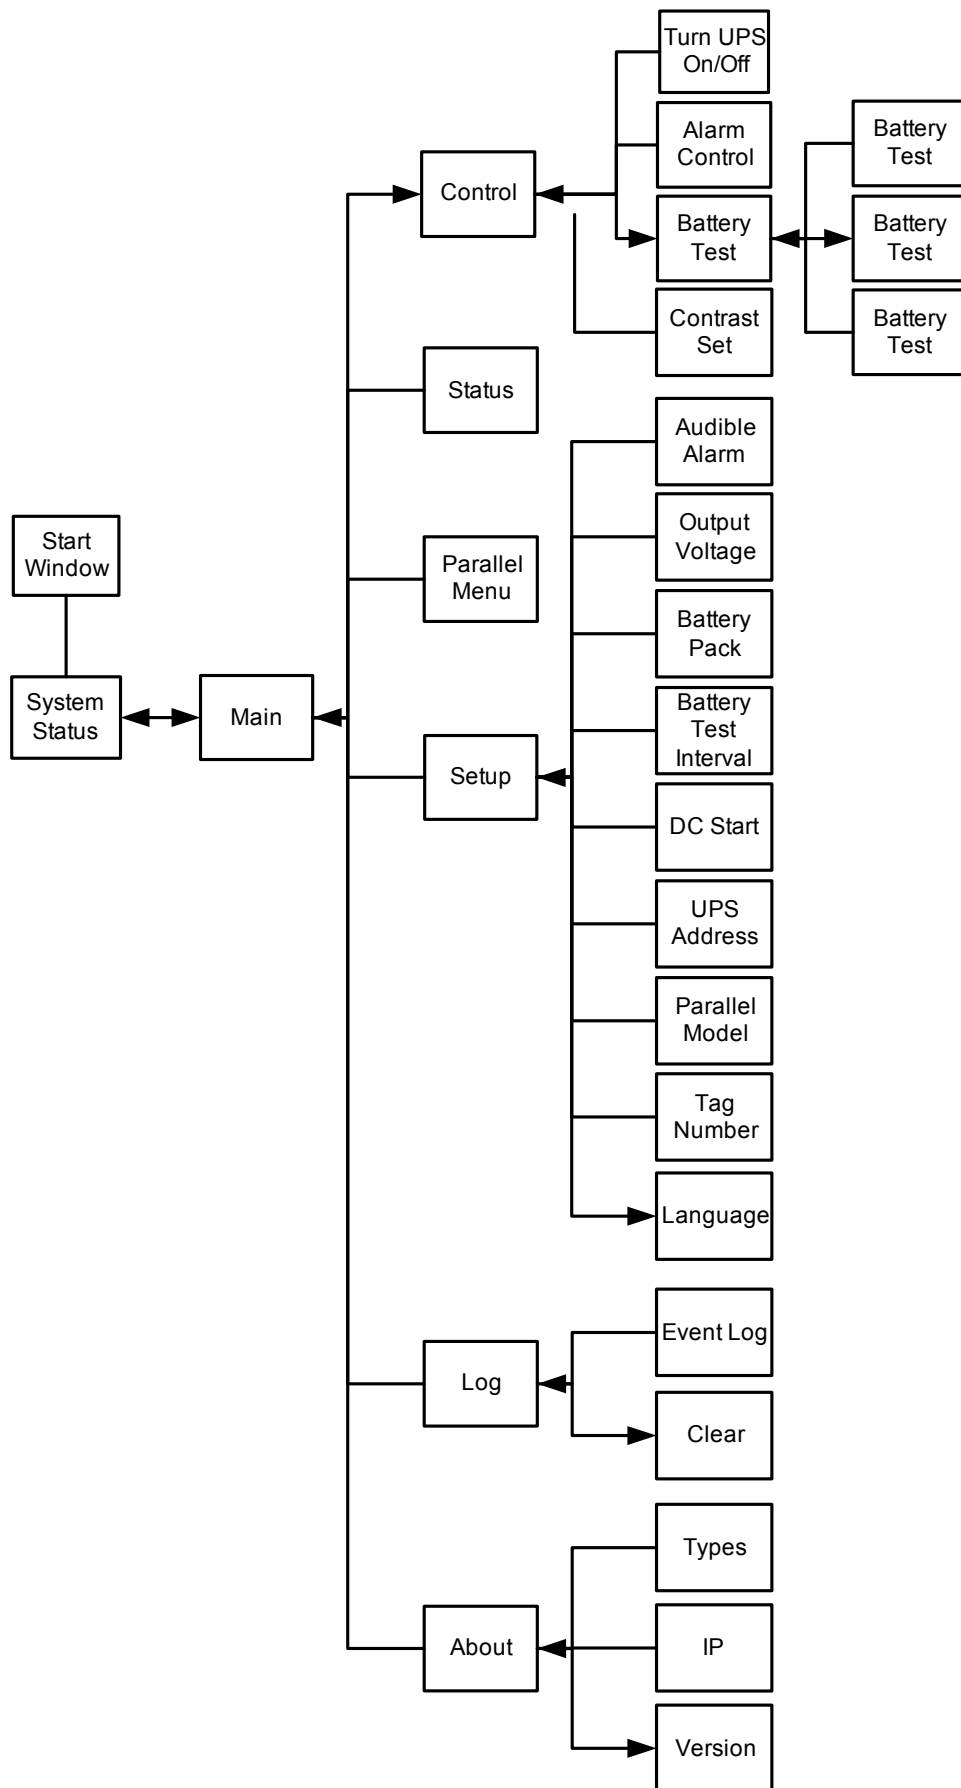 Turn UPS
On/Off
Alarm
Control
Battery
Test
Control
Battery
Test
Battery
Test
Contrast
Set
Battery
Test
Status
Audible
Alarm
Output
Voltage
Start
Window
Parallel
Menu
Battery
Pack
System
Status
Main
Setup
Battery
Test
Interval
DC Start
UPS
Address
Parallel
Model
Tag
Number
Language
Log
Event Log
Clear
Types
About
IP
Version